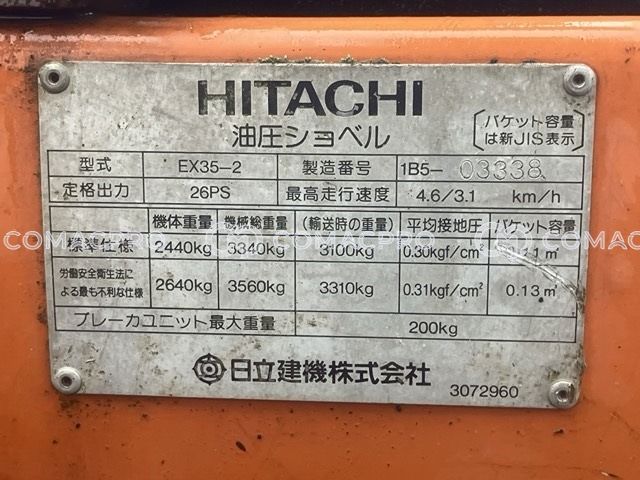 HITACHI
油圧ショベル
バケット容量
は新JIS表示
型式 EX35-2 製造番号 1B5-03338
定格出力 26PS 最高走行速度 4.6/3.1 km/h
機体重量 機械総重量 (輸送時の重量) 平均接地圧 バケット容量
標準仕様 2440kg 3340kg 3100kg 0.30kgf/cm² m³
労働安全衛生法に
よる最も不利な仕様 2640kg 3560kg 3310kg 0.31kgf/cm² 0.13 m³
ブレーカユニット最大重量 200kg
日立建機株式会社
3072960